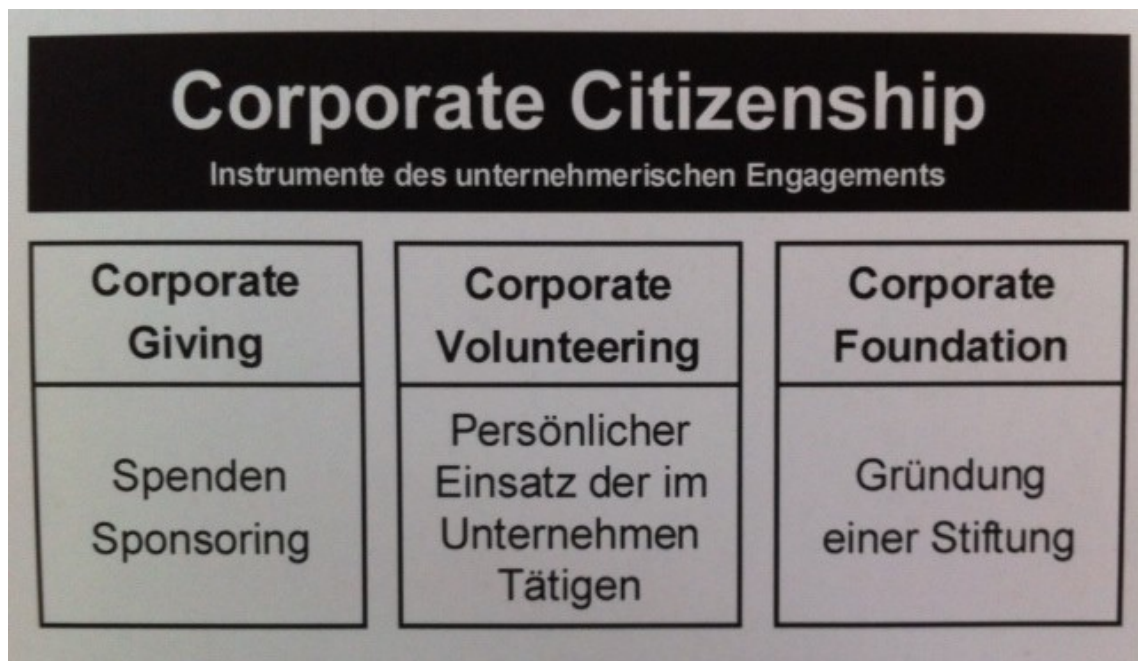 Corporate Citizenship
Instrumente des unternehmerischen Engagements
Corporate
Giving
Spenden
Sponsoring
Corporate
Volunteering
Persönlicher
Einsatz der im
Unternehmen
Tätigen
Corporate
Foundation
Gründung
einer Stiftung